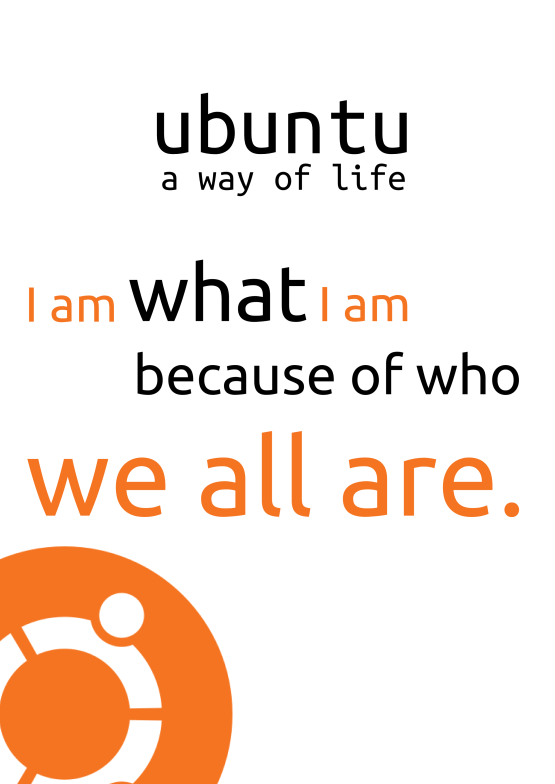 ubuntu
a way of life
I am what I am
because of who
we all are.